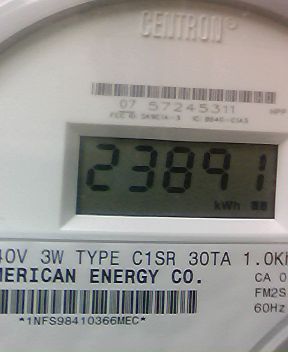 CENTRON®
07 57245311
23891
kWh
40V 3W TYPE C1SR 30TA 1.0Kh
MERICAN ENERGY CO.
CA 0
FM2S
60Hz
*1NFS98410366MEC*